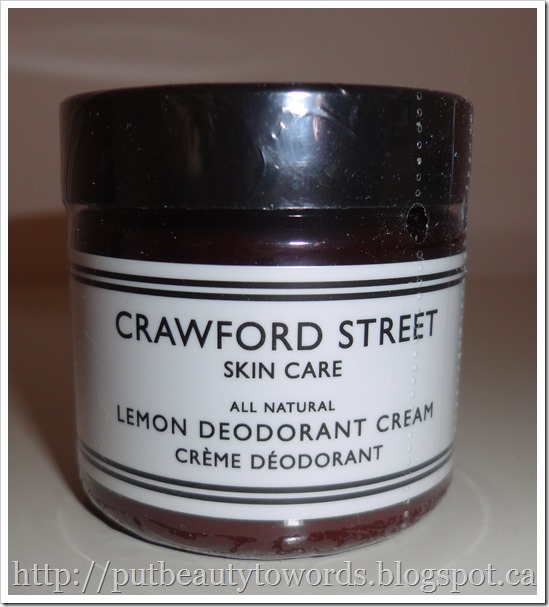 CRAWFORD STREET
SKIN CARE
ALL NATURAL
LEMON DEODORANT CREAM
CRÈME DÉODORANT
http://putbeautytowords.blogspot.ca